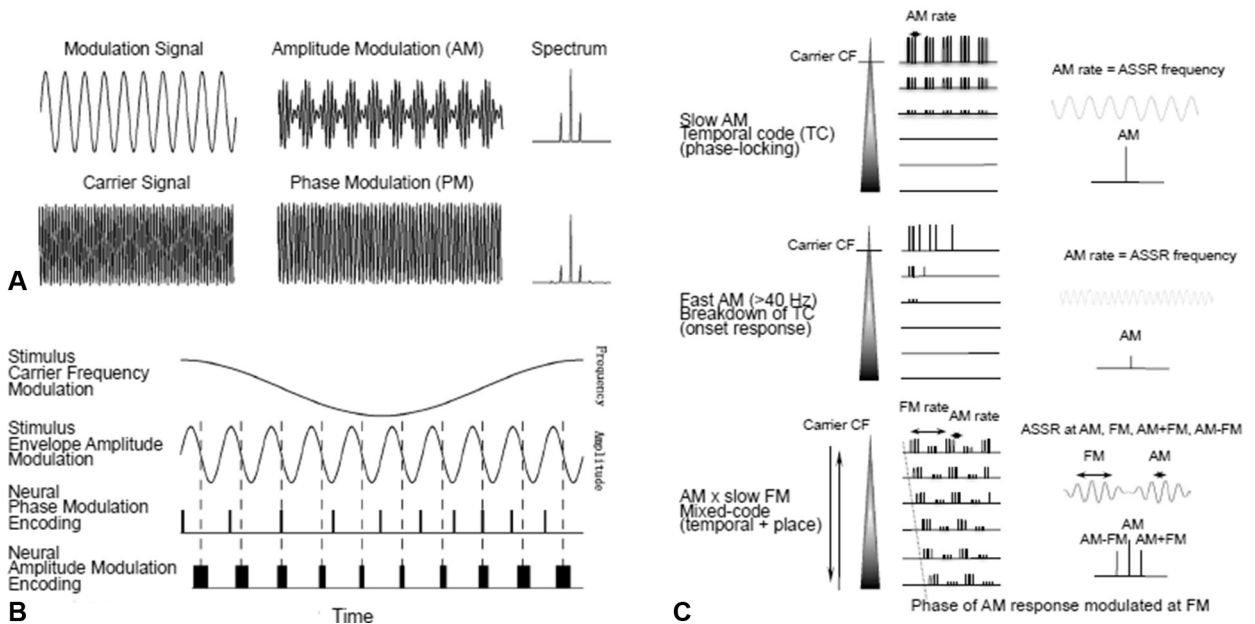 Modulation Signal
Amplitude Modulation (AM)
Spectrum
Carrier Signal
Phase Modulation (PM)
A
Stimulus
Carrier Frequency
Modulation
Frequency
Stimulus
Envelope Amplitude
Modulation
Amplitude
Neural
Phase Modulation
Encoding
Neural
Amplitude Modulation
Encoding
B
Time
AM rate
Carrier CF
Slow AM
Temporal code (TC)
(phase-locking)
AM rate = ASSR frequency
AM
Carrier CF
Fast AM (>40 Hz)
Breakdown of TC
(onset response)
AM rate = ASSR frequency
AM
FM rate
AM rate
Carrier CF
AM x slow FM
Mixed-code
(temporal + place)
ASSR at AM, FM, AM+FM, AM-FM
FM
AM
AM
AM-FM
AM+FM
C
Phase of AM response modulated at FM